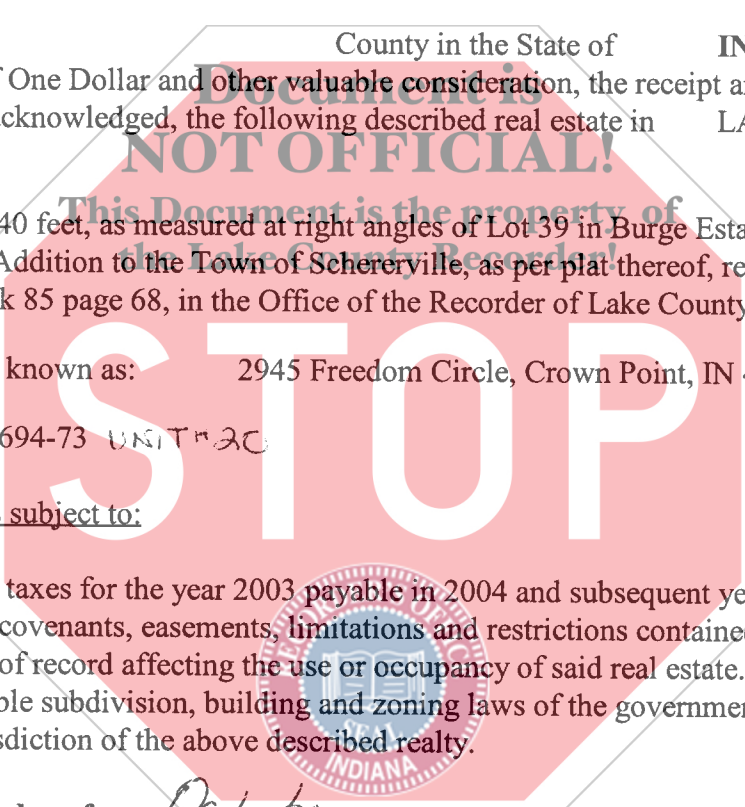 County in the State of IN
f One Dollar and other valuable consideration, the receipt a
Document is
cknowledged, the following described real estate in LA
NOT OFFICIAL!
This Document is the property of
40 feet, as measured at right angles of Lot 39 in Burge Esta
the Lake County Recorder!
Addition to the Town of Schererville, as per plat thereof, re
k 85 page 68, in the Office of the Recorder of Lake County
STOP
known as: 2945 Freedom Circle, Crown Point, IN
694-73 UNIT "20
subject to:
taxes for the year 2003 payable in 2004 and subsequent ye
covenants, easements, limitations and restrictions containe
of record affecting the use or occupancy of said real estate.
ble subdivision, building and zoning laws of the governme
sdiction of the above described realty.
SEAL
INDIANA